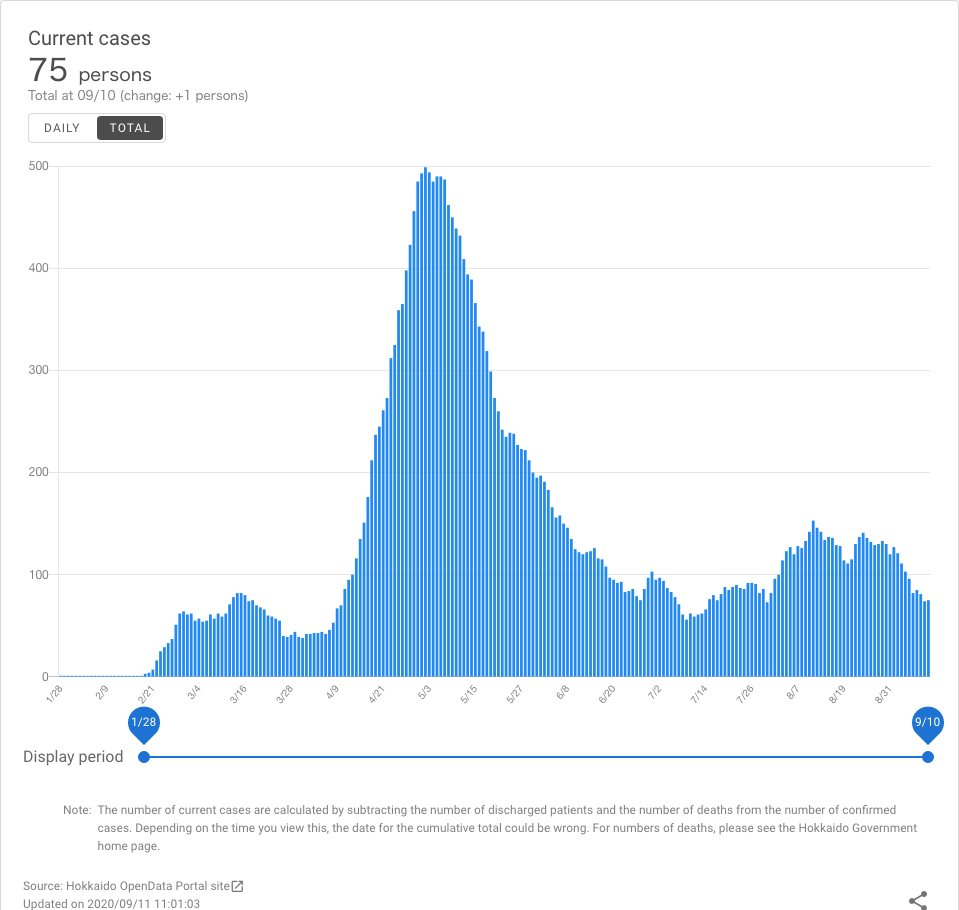 Current cases
75 persons
Total at 09/10 (change: +1 persons)
DAILY TOTAL
500
400
300
200
100
0
1/28 2/9 2/21 3/4 3/16 3/28 4/9 4/21 5/3 5/15 5/27 6/8 6/20 7/2 7/14 7/26 8/7 8/19 8/31
1/28 9/10
Display period
Note: The number of current cases are calculated by subtracting the number of discharged patients and the number of deaths from the number of confirmed
cases. Depending on the time you view this, the date for the cumulative total could be wrong. For numbers of deaths, please see the Hokkaido Government
home page.
Source: Hokkaido OpenData Portal site
Updated on 2020/09/11 11:01:03